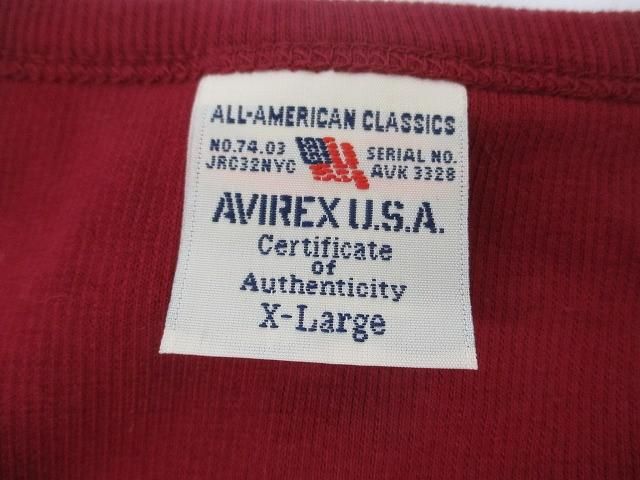 ALL-AMERICAN CLASSICS
NO.74.03
JRC32NYC
SERIAL NO.
AVK 3328
AVIREX U.S.A.
Certificate
of
Authenticity
X-Large